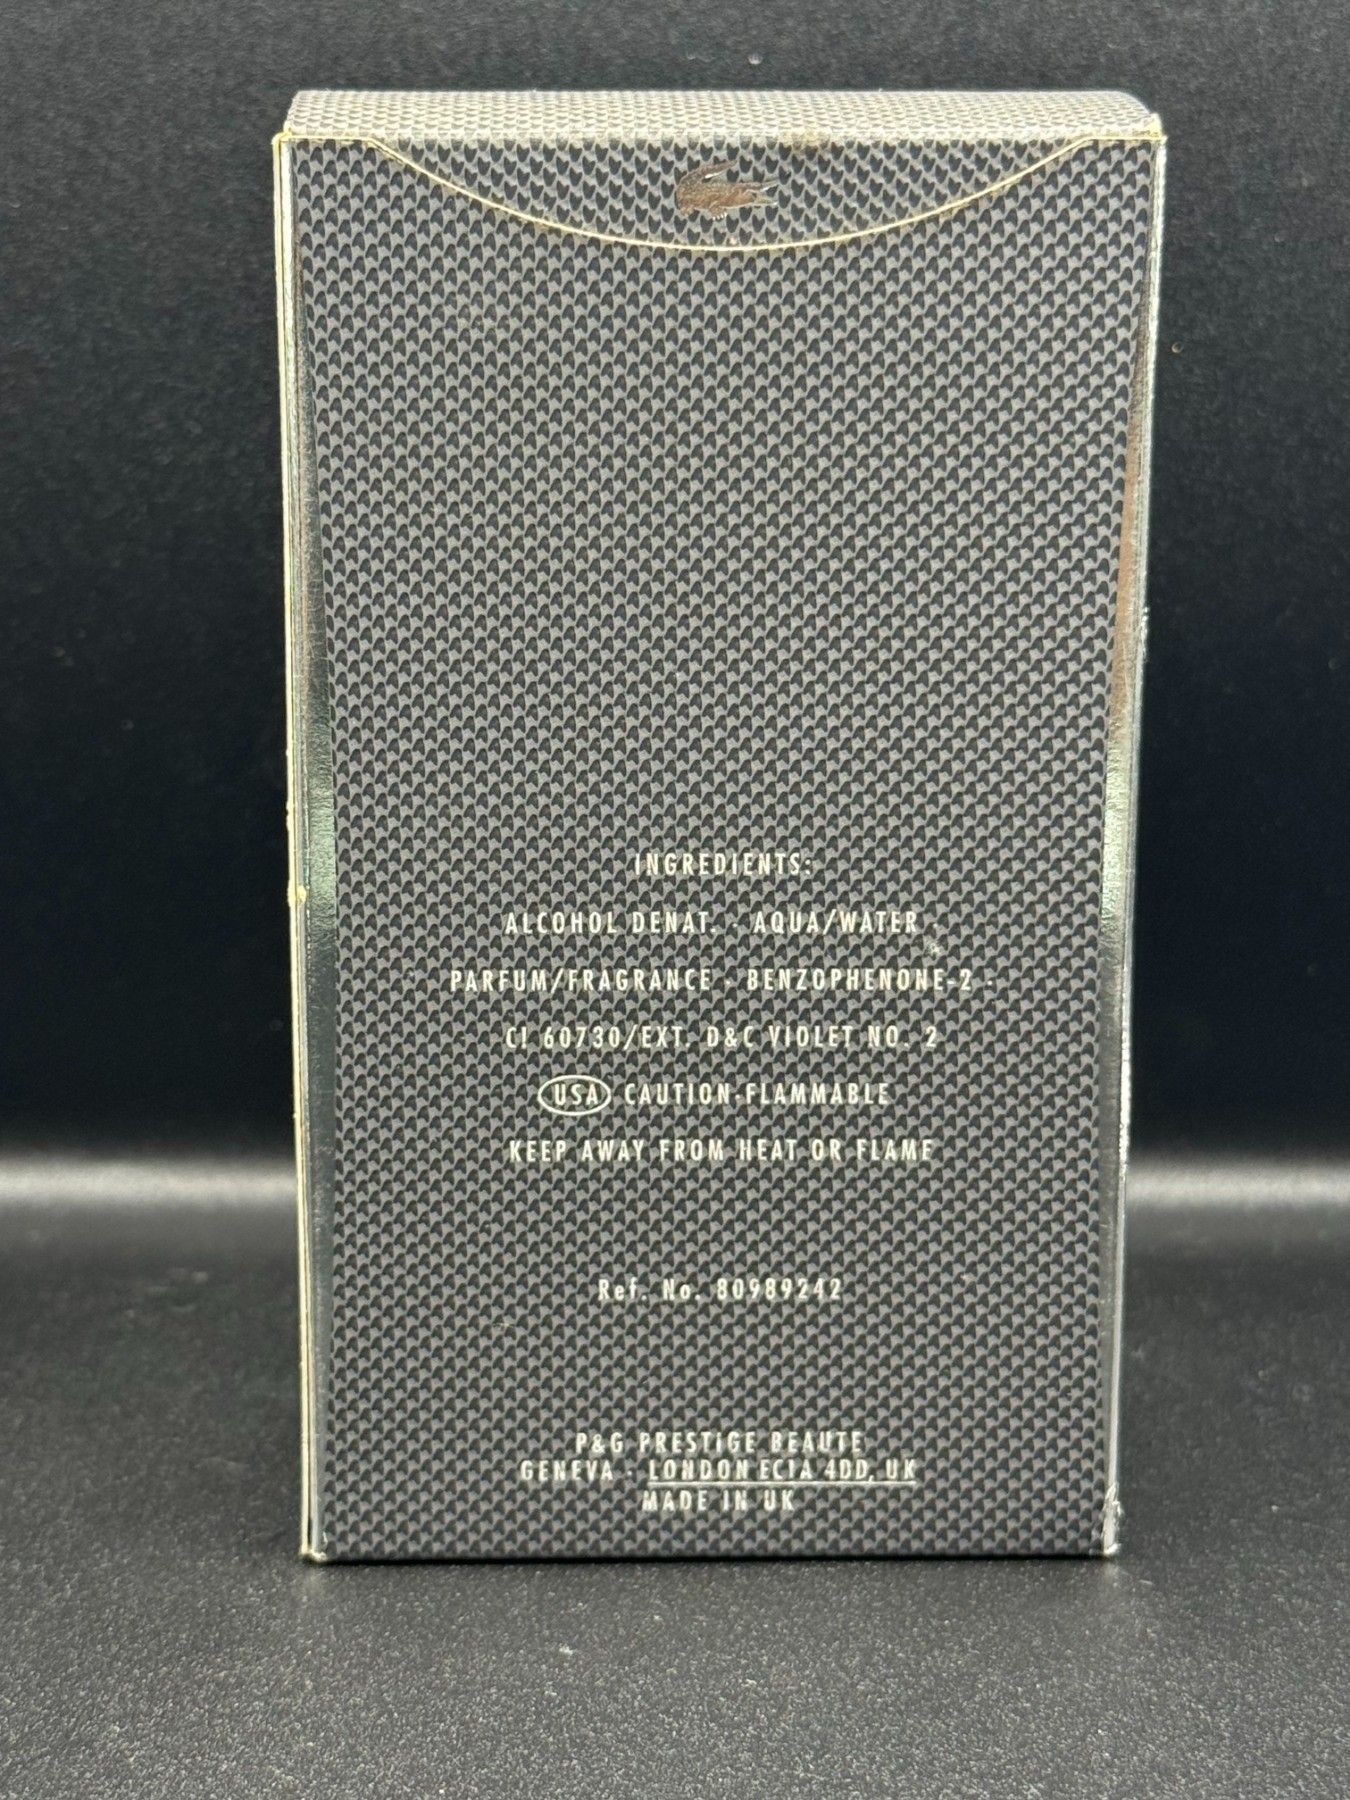 INGREDIENTS:
ALCOHOL DENAT. · AQUA/WATER ·
PARFUM/FRAGRANCE · BENZOPHENONE-2 ·
CI 60730/EXT. D&C VIOLET NO. 2
USA CAUTION-FLAMMABLE
KEEP AWAY FROM HEAT OR FLAME
Ref. No. 80989242
P&G PRESTIGE BEAUTE
GENEVA · LONDON EC1A 4DD, UK
MADE IN UK